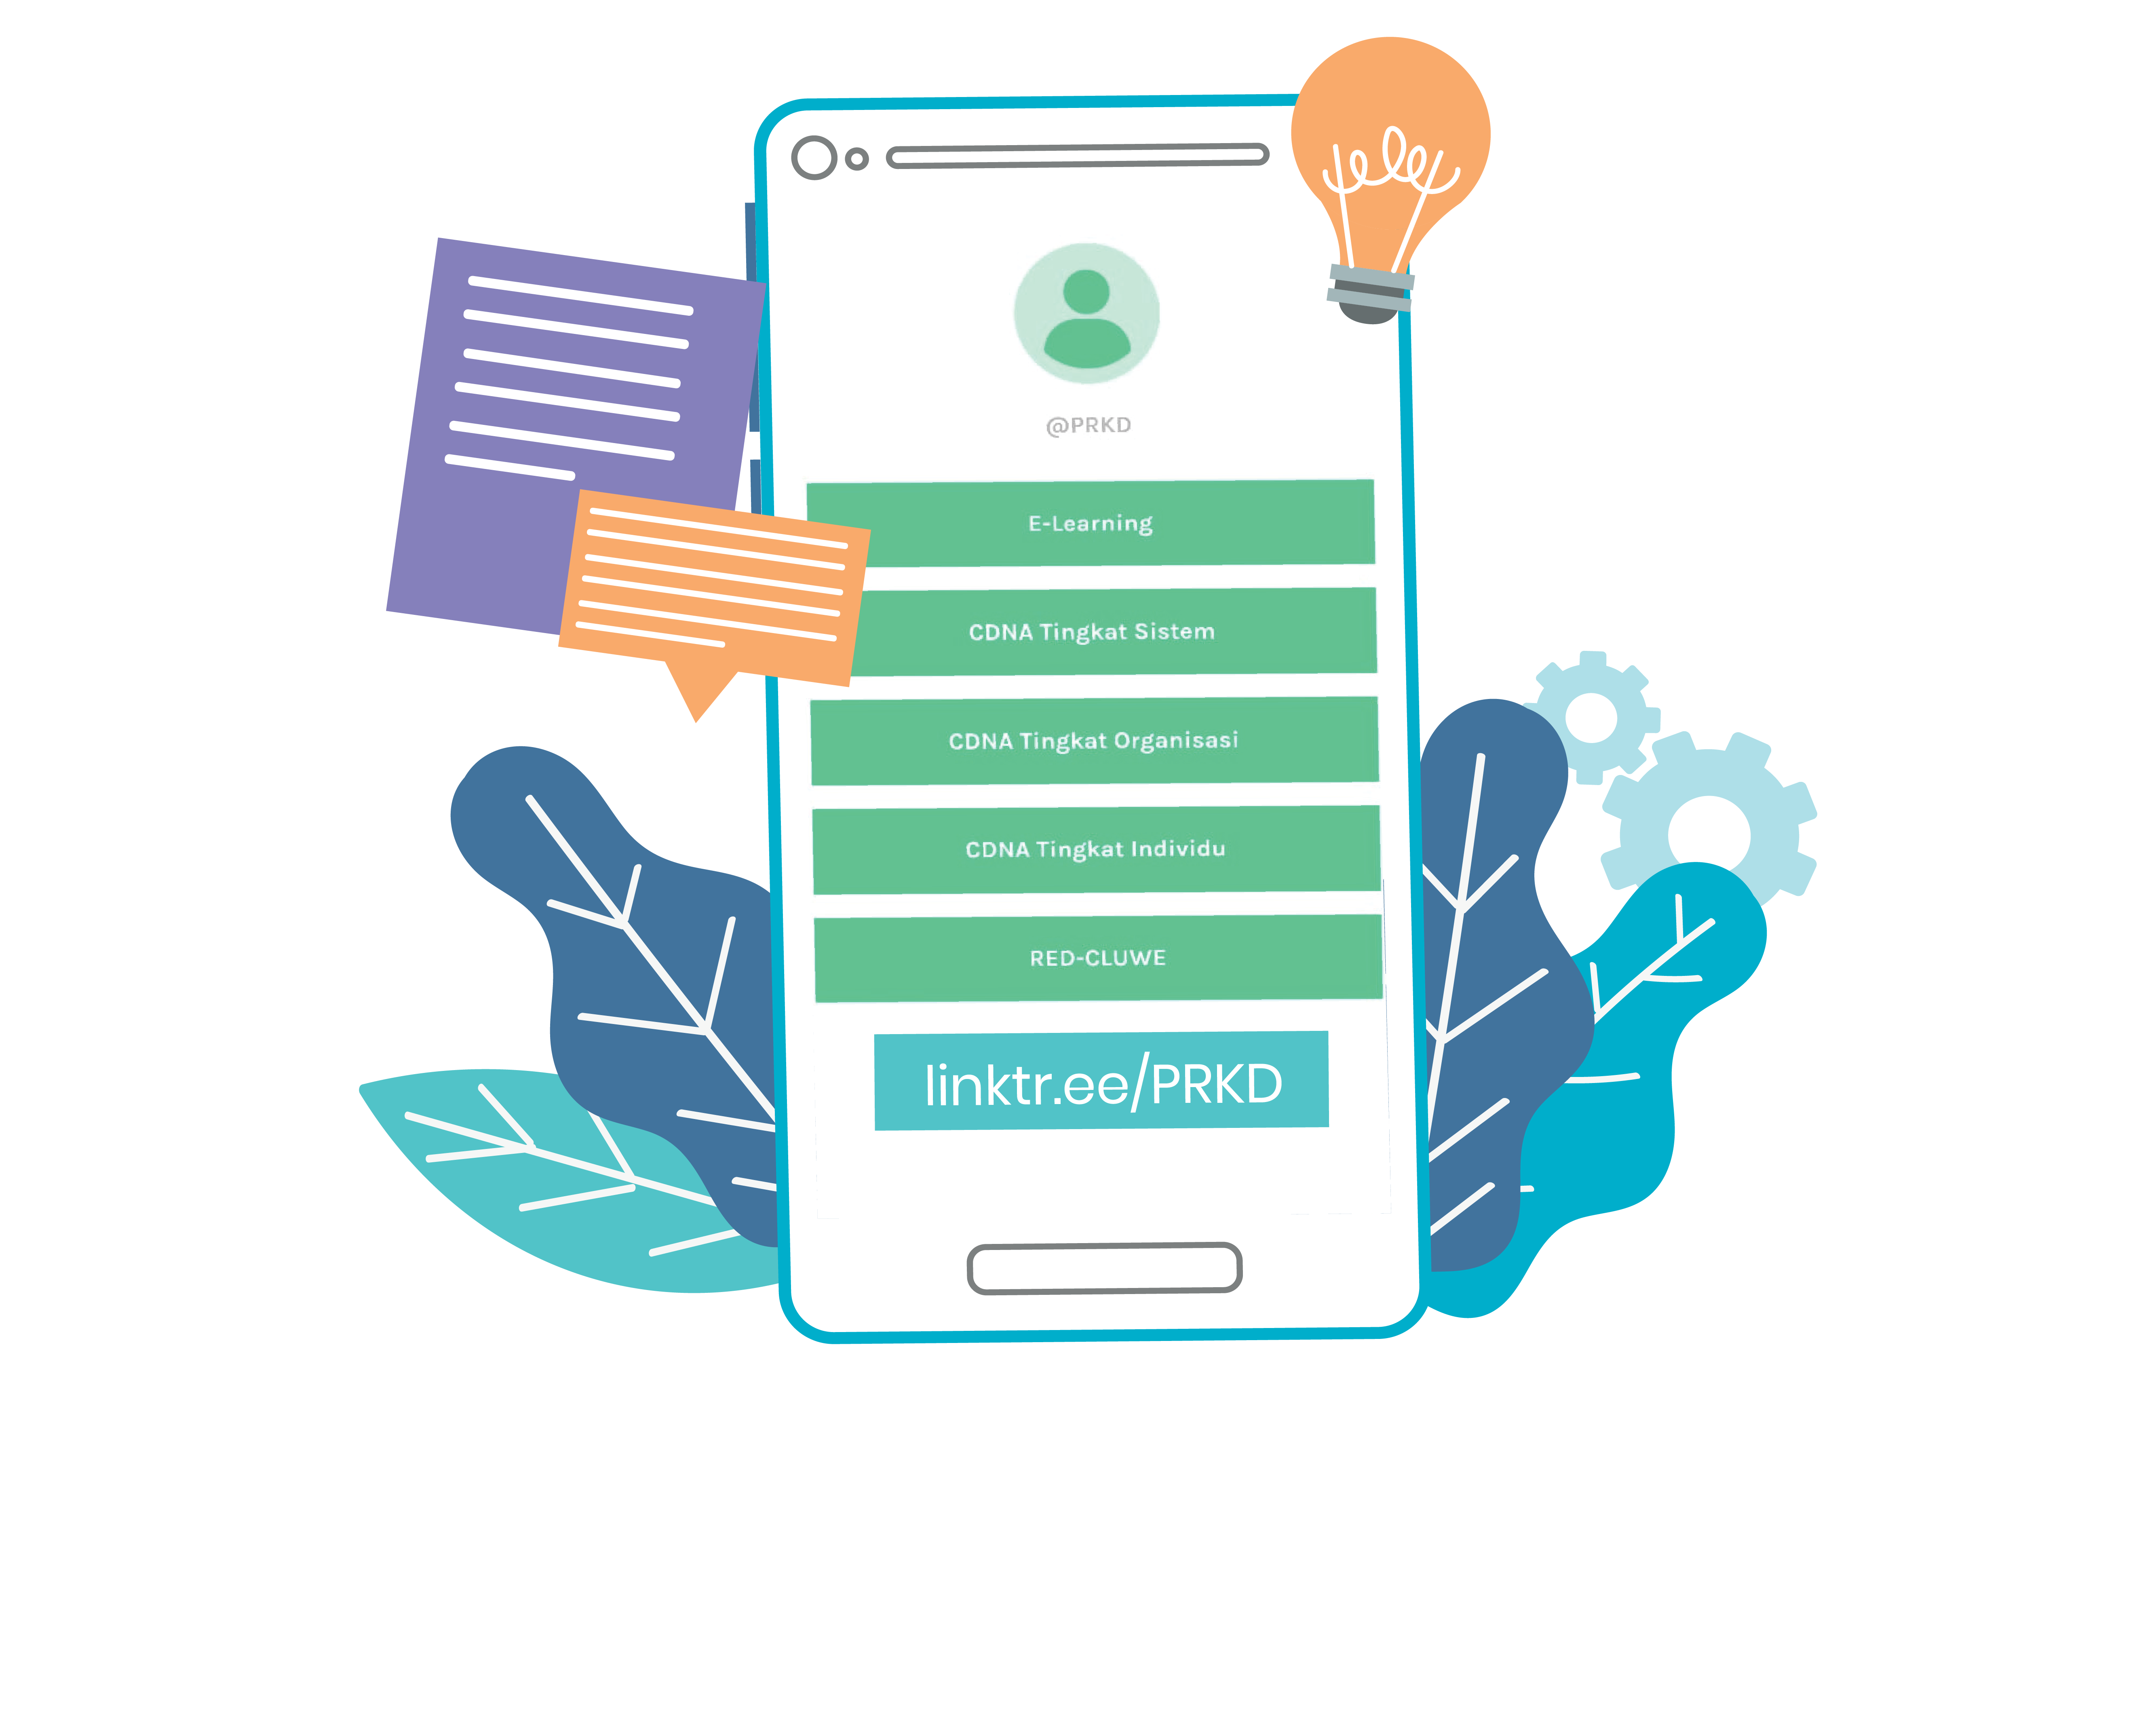 @PRKD
E-Learning
CDNA Tingkat Sistem
CDNA Tingkat Organisasi
CDNA Tingkat Individu
RED-CLUWE
linktr.ee/PRKD